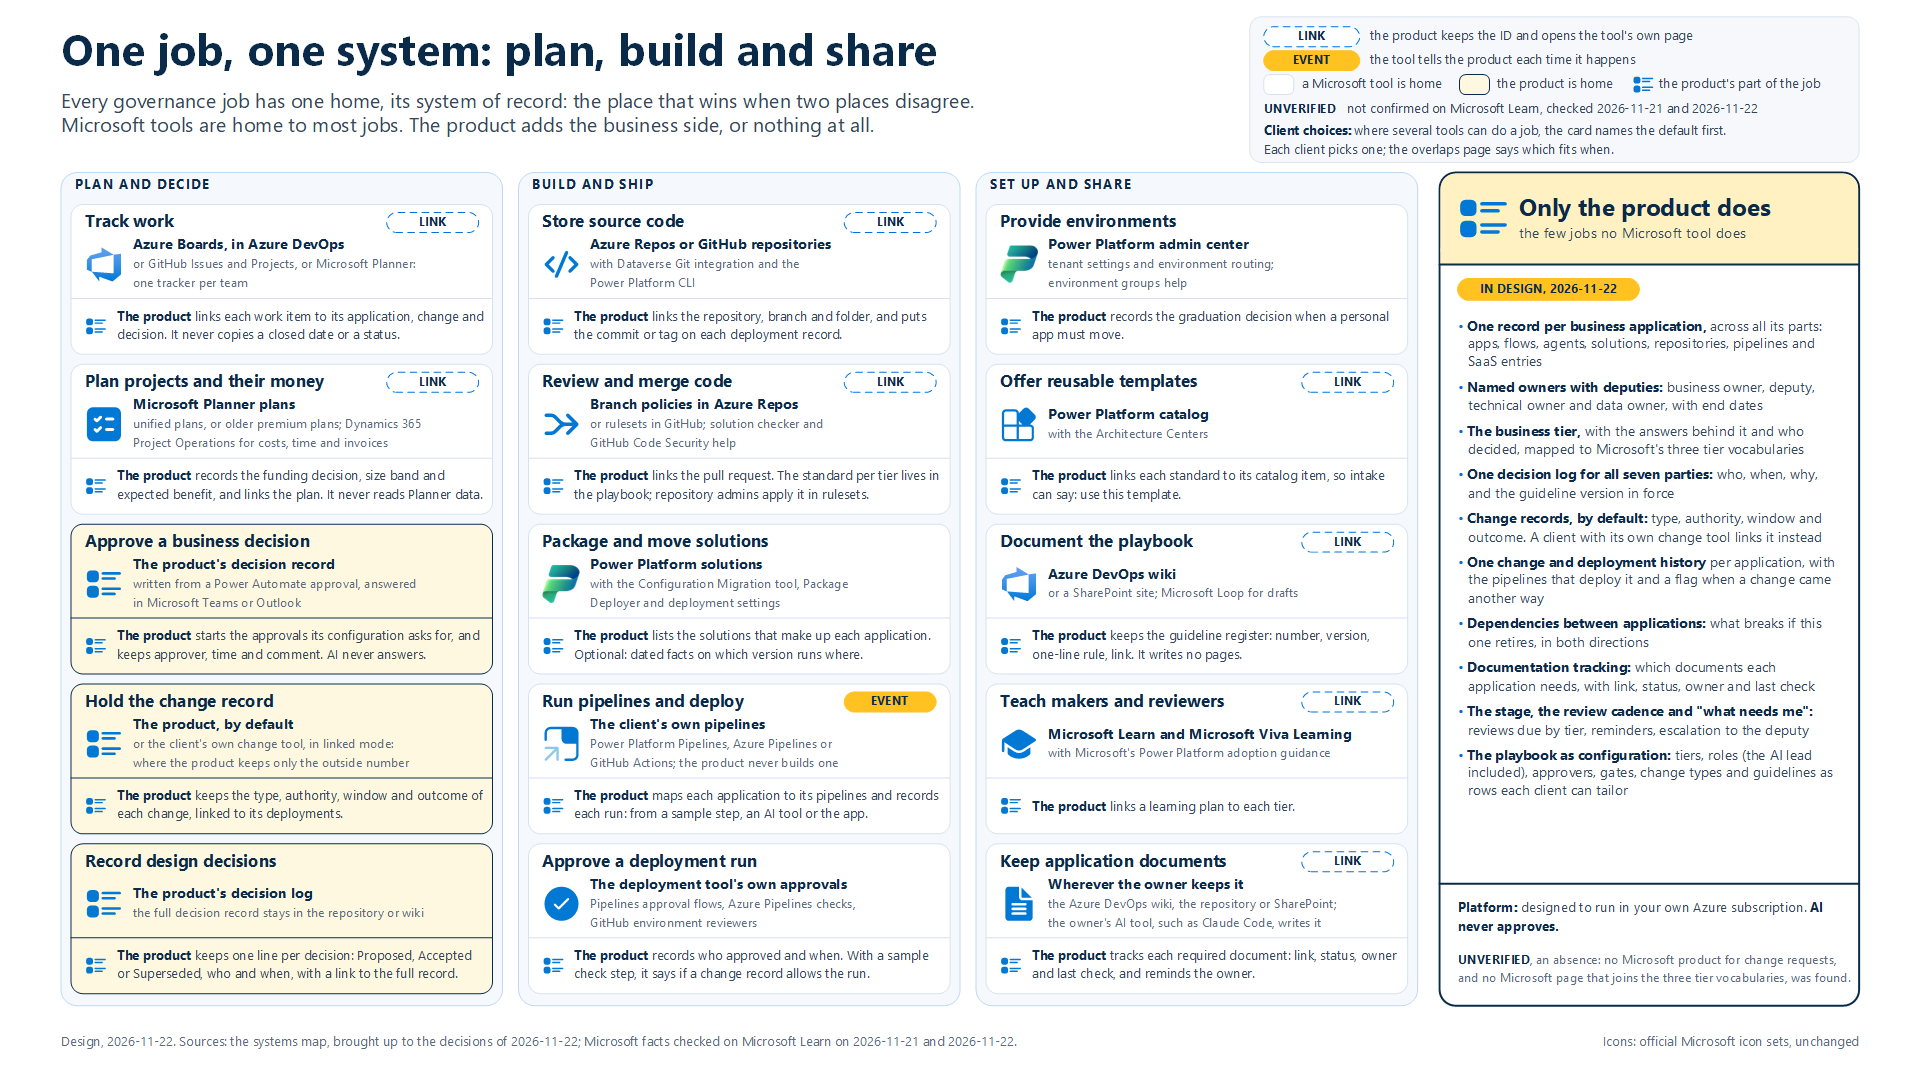 One job, one system: plan, build and share
Every governance job has one home, its system of record: the place that wins when two places disagree.
Microsoft tools are home to most jobs. The product adds the business side, or nothing at all.
LINK the product keeps the ID and opens the tool's own page
EVENT the tool tells the product each time it happens
a Microsoft tool is home the product is home the product's part of the job
UNVERIFIED not confirmed on Microsoft Learn, checked 2026-11-21 and 2026-11-22
Client choices: where several tools can do a job, the card names the default first.
Each client picks one; the overlaps page says which fits when.
PLAN AND DECIDE
Track work
LINK
Azure Boards, in Azure DevOps
or GitHub Issues and Projects, or Microsoft Planner:
one tracker per team
The product links each work item to its application, change and
decision. It never copies a closed date or a status.
Plan projects and their money
LINK
Microsoft Planner plans
unified plans, or older premium plans; Dynamics 365
Project Operations for costs, time and invoices
The product records the funding decision, size band and
expected benefit, and links the plan. It never reads Planner data.
Approve a business decision
The product's decision record
written from a Power Automate approval, answered
in Microsoft Teams or Outlook
The product starts the approvals its configuration asks for, and
keeps approver, time and comment. AI never answers.
Hold the change record
The product, by default
or the client's own change tool, in linked mode:
where the product keeps only the outside number
The product keeps the type, authority, window and outcome of
each change, linked to its deployments.
Record design decisions
The product's decision log
the full decision record stays in the repository or wiki
The product keeps one line per decision: Proposed, Accepted
or Superseded, who and when, with a link to the full record.
BUILD AND SHIP
Store source code
LINK
Azure Repos or GitHub repositories
with Dataverse Git integration and the
Power Platform CLI
The product links the repository, branch and folder, and puts
the commit or tag on each deployment record.
Review and merge code
LINK
Branch policies in Azure Repos
or rulesets in GitHub; solution checker and
GitHub Code Security help
The product links the pull request. The standard per tier lives in
the playbook; repository admins apply it in rulesets.
Package and move solutions
Power Platform solutions
with the Configuration Migration tool, Package
Deployer and deployment settings
The product lists the solutions that make up each application.
Optional: dated facts on which version runs where.
Run pipelines and deploy
EVENT
The client's own pipelines
Power Platform Pipelines, Azure Pipelines or
GitHub Actions; the product never builds one
The product maps each application to its pipelines and records
each run: from a sample step, an AI tool or the app.
Approve a deployment run
The deployment tool's own approvals
Pipelines approval flows, Azure Pipelines checks,
GitHub environment reviewers
The product records who approved and when. With a sample
check step, it says if a change record allows the run.
SET UP AND SHARE
Provide environments
Power Platform admin center
tenant settings and environment routing;
environment groups help
The product records the graduation decision when a personal
app must move.
Offer reusable templates
LINK
Power Platform catalog
with the Architecture Centers
The product links each standard to its catalog item, so intake
can say: use this template.
Document the playbook
LINK
Azure DevOps wiki
or a SharePoint site; Microsoft Loop for drafts
The product keeps the guideline register: number, version,
one-line rule, link. It writes no pages.
Teach makers and reviewers
LINK
Microsoft Learn and Microsoft Viva Learning
with Microsoft's Power Platform adoption guidance
The product links a learning plan to each tier.
Keep application documents
LINK
Wherever the owner keeps it
the Azure DevOps wiki, the repository or SharePoint;
the owner's AI tool, such as Claude Code, writes it
The product tracks each required document: link, status, owner
and last check, and reminds the owner.
Only the product does
the few jobs no Microsoft tool does
IN DESIGN, 2026-11-22
• One record per business application, across all its parts:
apps, flows, agents, solutions, repositories, pipelines and
SaaS entries
• Named owners with deputies: business owner, deputy,
technical owner and data owner, with end dates
• The business tier, with the answers behind it and who
decided, mapped to Microsoft's three tier vocabularies
• One decision log for all seven parties: who, when, why,
and the guideline version in force
• Change records, by default: type, authority, window and
outcome. A client with its own change tool links it instead
• One change and deployment history per application, with
the pipelines that deploy it and a flag when a change came
another way
• Dependencies between applications: what breaks if this
one retires, in both directions
• Documentation tracking: which documents each
application needs, with link, status, owner and last check
• The stage, the review cadence and "what needs me":
reviews due by tier, reminders, escalation to the deputy
• The playbook as configuration: tiers, roles (the AI lead
included), approvers, gates, change types and guidelines as
rows each client can tailor
Platform: designed to run in your own Azure subscription. AI
never approves.
UNVERIFIED, an absence: no Microsoft product for change requests,
and no Microsoft page that joins the three tier vocabularies, was found.
Design, 2026-11-22. Sources: the systems map, brought up to the decisions of 2026-11-22; Microsoft facts checked on Microsoft Learn on 2026-11-21 and 2026-11-22.
Icons: official Microsoft icon sets, unchanged